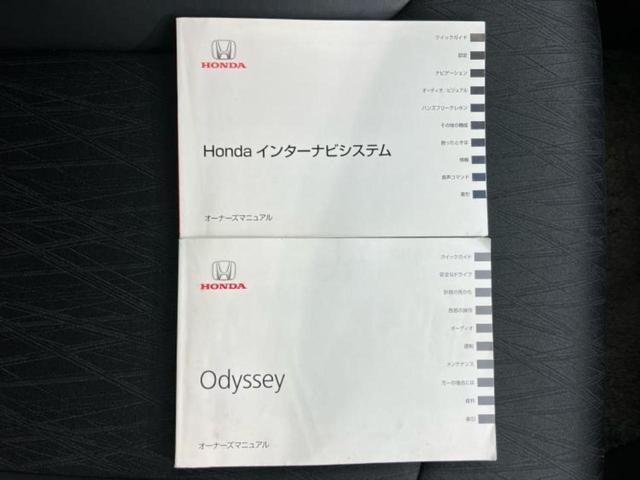 HONDA
Honda インターナビシステム
オーナーズマニュアル
クイックガイド
設定
ナビゲーション
オーディオ/ビジュアル
ハンズフリーテレホン
その他の機能
困ったときは
情報
音声コマンド
索引
HONDA
Odyssey
オーナーズマニュアル
クイックガイド
安全なドライブ
計器の見かた
各部の操作
オーディオ
運転
メンテナンス
万一の場合には
資料
索引